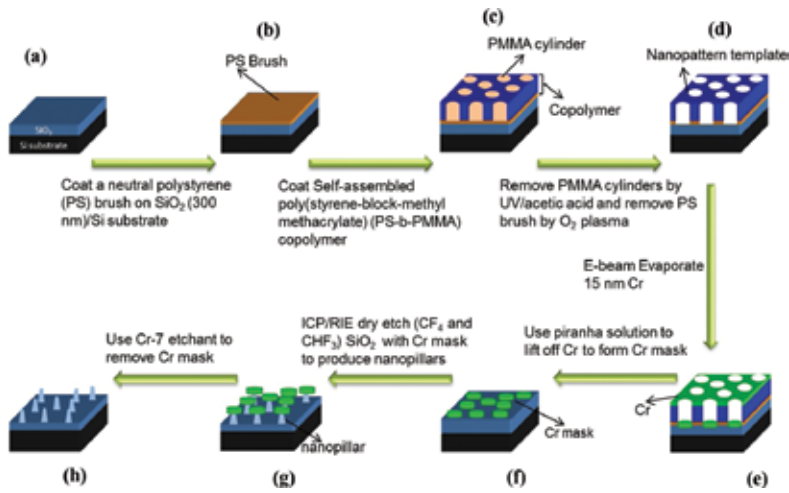 (a)
(b)
(c)
(d)
PS Brush
PMMA cylinder
Copolymer
Nanopattern template
SiO₂
Si substrate
Coat a neutral polystyrene
(PS) brush on SiO₂ (300
nm)/Si substrate
Coat Self-assembled
poly(styrene-block-methyl
methacrylate) (PS-b-PMMA)
copolymer
Remove PMMA cylinders by
UV/acetic acid and remove PS
brush by O₂ plasma
E-beam Evaporate
15 nm Cr
Use piranha solution to
lift off Cr to form Cr mask
ICP/RIE dry etch (CF₄ and
CHF₃) SiO₂ with Cr mask
to produce nanopillars
Use Cr-7 etchant to
remove Cr mask
Cr
Cr mask
nanopillar
(h)
(g)
(f)
(e)